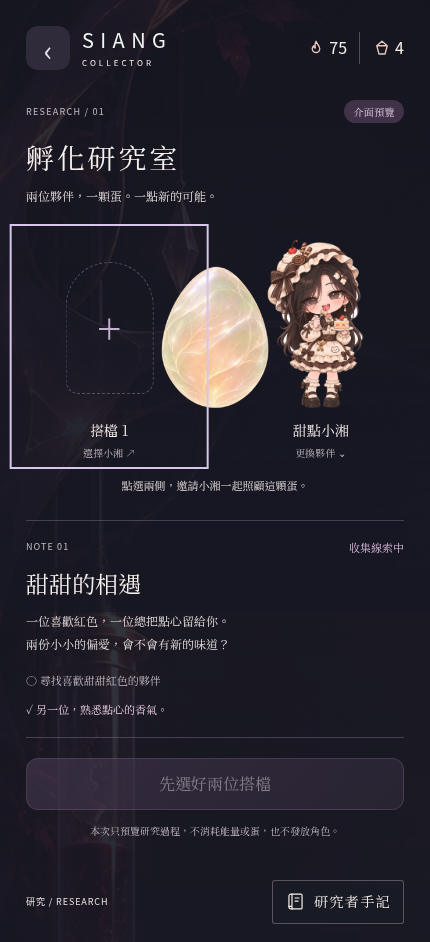 SIANG
COLLECTOR
75
4
RESEARCH / 01
介面預覽
孵化研究室
兩位夥伴，一顆蛋。一點新的可能。
搭檔 1
選擇小湘 ↗
甜點小湘
更換夥伴 ⌄
點選兩側，邀請小湘一起照顧這顆蛋。
NOTE 01
收集線索中
甜甜的相遇
一位喜歡紅色，一位總把點心留給你。
兩份小小的偏愛，會不會有新的味道？
○ 尋找喜歡甜甜紅色的夥伴
✓ 另一位，熟悉點心的香氣。
先選好兩位搭檔
本次只預覽研究過程，不消耗能量或蛋，也不發放角色。
研究 / RESEARCH
研究者手記